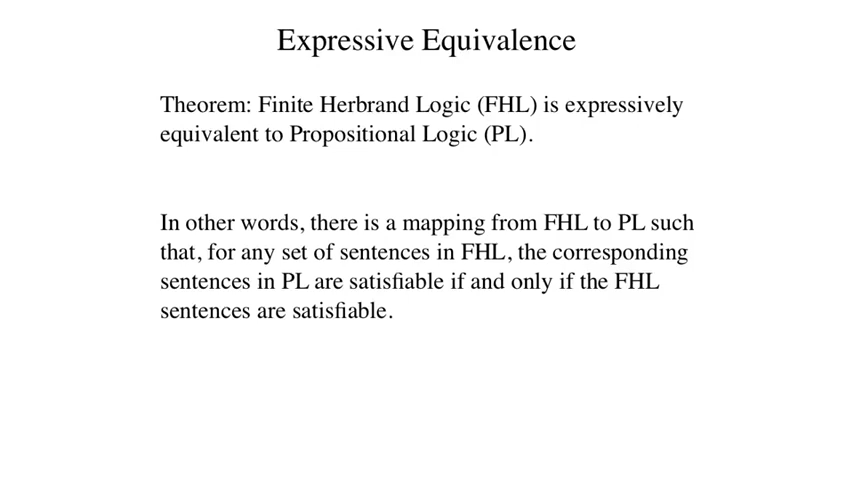 Expressive Equivalence
Theorem: Finite Herbrand Logic (FHL) is expressively
equivalent to Propositional Logic (PL).
In other words, there is a mapping from FHL to PL such
that, for any set of sentences in FHL, the corresponding
sentences in PL are satisfiable if and only if the FHL
sentences are satisfiable.